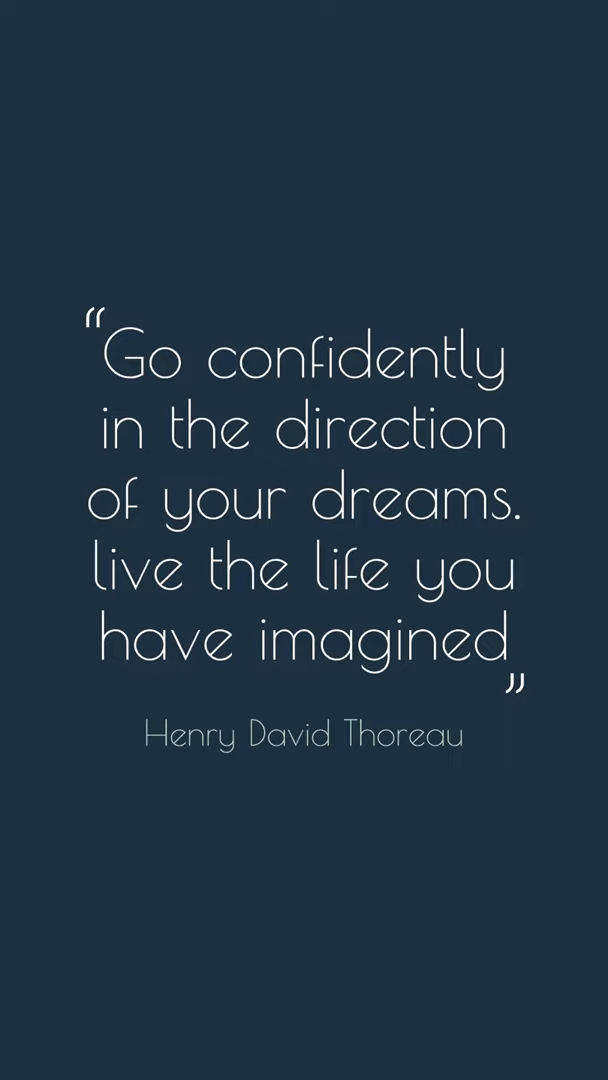 “Go confidently
in the direction
of your dreams.
live the life you
have imagined”
Henry David Thoreau